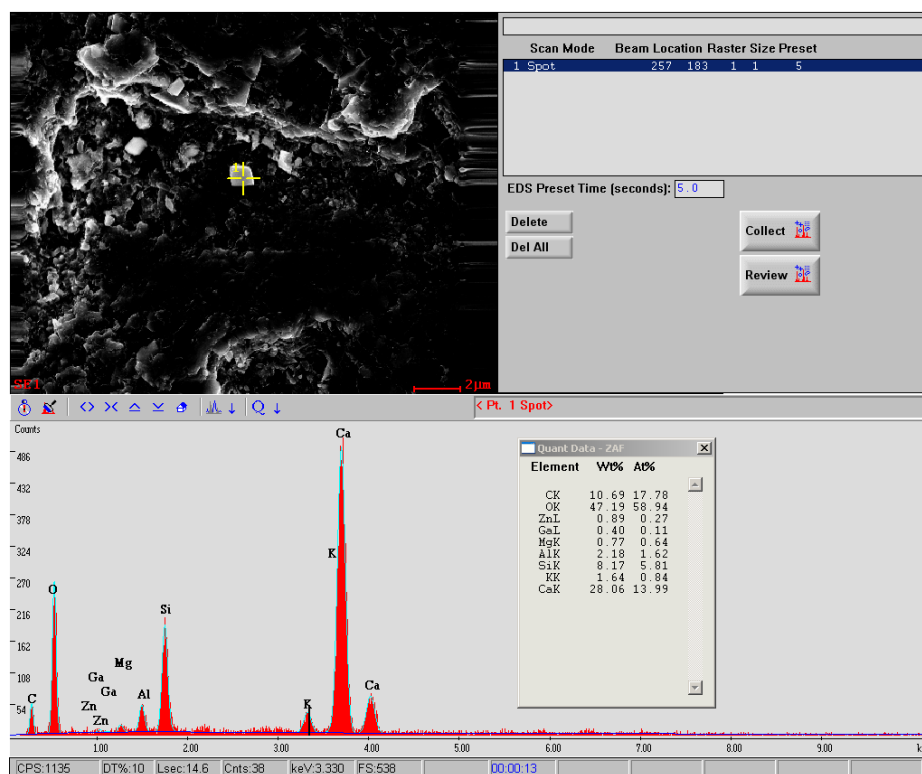 Scan Mode Beam Location Raster Size Preset
1 Spot 257 183 1 1 5
EDS Preset Time (seconds): 5.0
Delete
Collect
Del All
Review
1
SEI
2μm
Q
< Pt. 1 Spot>
Counts
486
432
378
324
270
216
162
108
54
C
O
Zn
Zn
Ga
Ga
Mg
Al
Si
K
K
Ca
Ca
1.00
2.00
3.00
4.00
5.00
6.00
7.00
8.00
9.00
Quant Data - ZAF
Element Wt% At%
CK 10.69 17.78
OK 47.19 58.94
ZnL 0.89 0.27
GaL 0.40 0.11
MgK 0.77 0.64
AlK 2.18 1.62
SiK 8.17 5.81
KK 1.64 0.84
CaK 28.06 13.99
CPS:1135 DT%:10 Lsec:14.6 Cnts:38 keV:3.330 FS:538 00:00:13